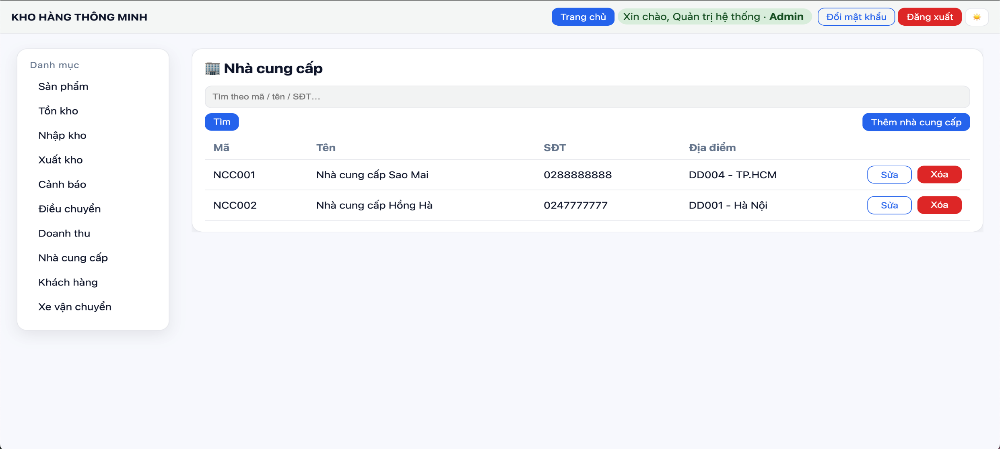 KHO HÀNG THÔNG MINH
Trang chủ
Xin chào, Quản trị hệ thống · Admin
Đổi mật khẩu
Đăng xuất
Danh mục
Sản phẩm
Tồn kho
Nhập kho
Xuất kho
Cảnh báo
Điều chuyển
Doanh thu
Nhà cung cấp
Khách hàng
Xe vận chuyển
Nhà cung cấp
Tìm theo mã / tên / SĐT...
Tìm
Thêm nhà cung cấp
Mã Tên SĐT Địa điểm
NCC001 Nhà cung cấp Sao Mai 0288888888 DD004 - TP.HCM Sửa Xóa
NCC002 Nhà cung cấp Hồng Hà 0247777777 DD001 - Hà Nội Sửa Xóa